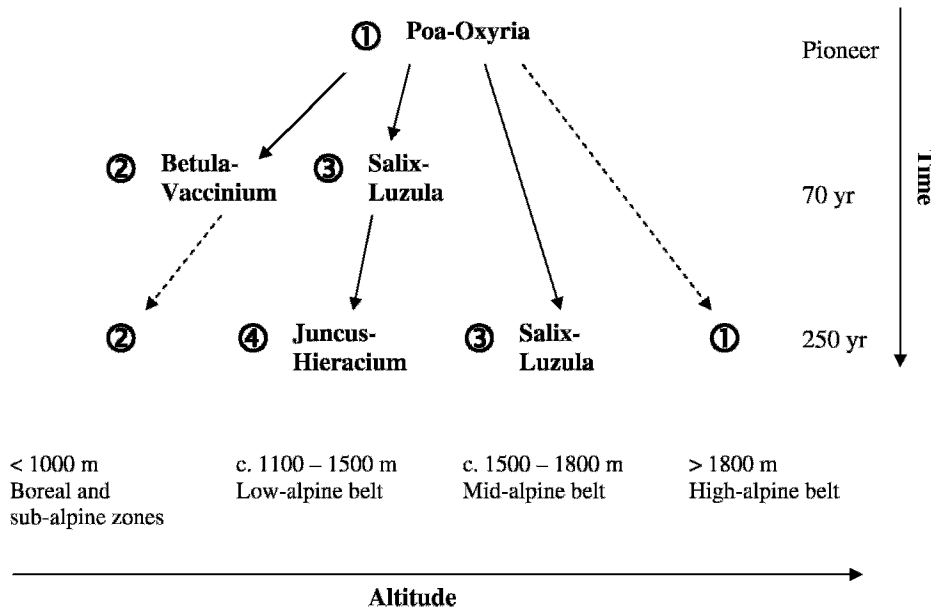 ① Poa-Oxyria
Pioneer
② Betula-
Vaccinium
③ Salix-
Luzula
70 yr
Time
②
④ Juncus-
Hieracium
③ Salix-
Luzula
①
250 yr
< 1000 m
Boreal and
sub-alpine zones
c. 1100 – 1500 m
Low-alpine belt
c. 1500 – 1800 m
Mid-alpine belt
> 1800 m
High-alpine belt
Altitude